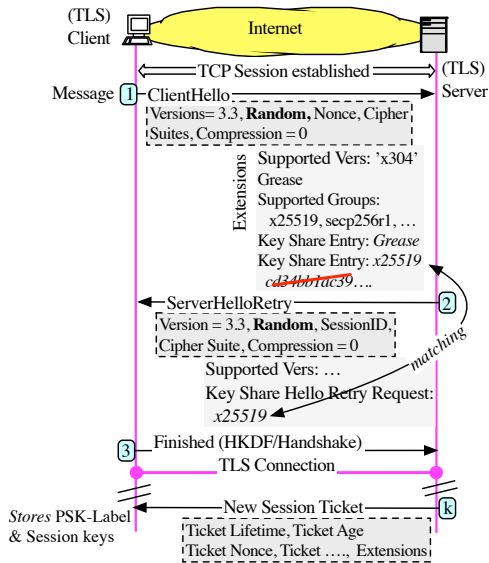 (TLS)
Client
Internet
TCP Session established
(TLS)
Server
Message 1 ClientHello
Versions= 3.3, Random, Nonce, Cipher
Suites, Compression = 0
Extensions
Supported Vers: 'x304'
Grease
Supported Groups:
x25519, secp256r1, …
Key Share Entry: Grease
Key Share Entry: x25519
cd34bb1ac39….
ServerHelloRetry 2
Version = 3.3, Random, SessionID,
Cipher Suite, Compression = 0
matching
Supported Vers: …
Key Share Hello Retry Request:
x25519
3 Finished (HKDF/Handshake)
TLS Connection
New Session Ticket k
Stores PSK-Label
& Session keys
Ticket Lifetime, Ticket Age
Ticket Nonce, Ticket …., Extensions